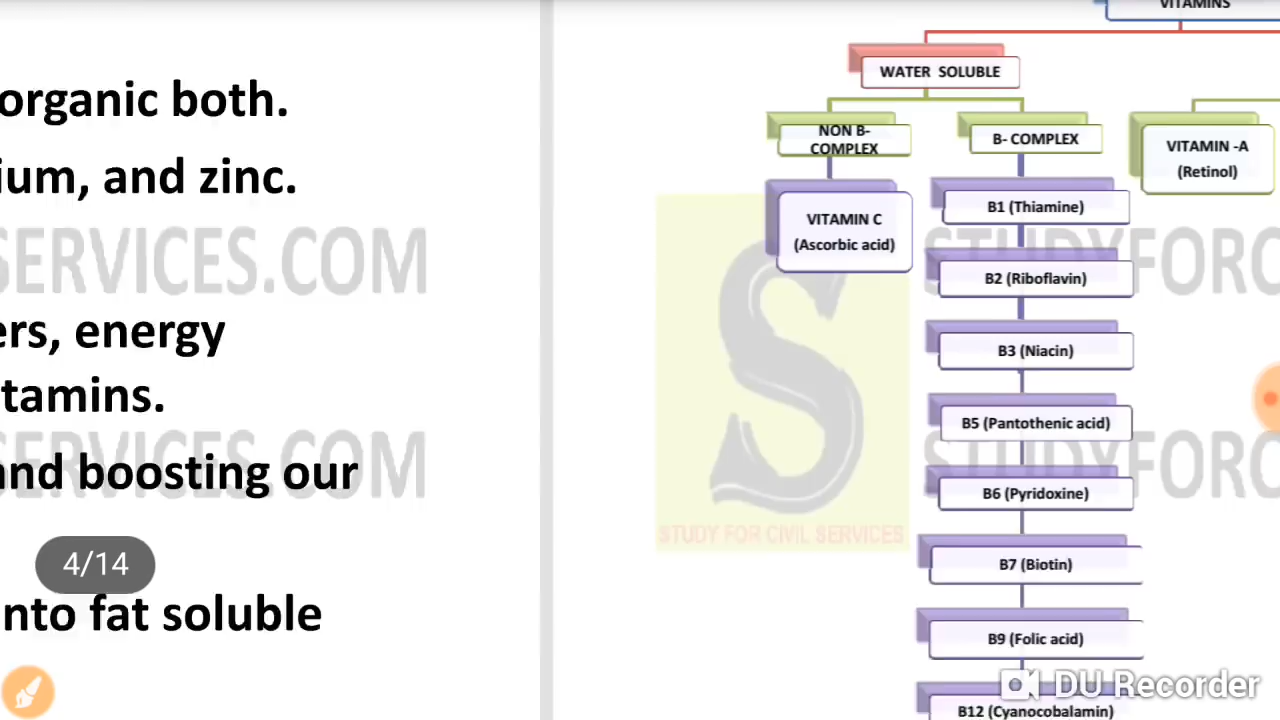 organic both.
ium, and zinc.
SERVICES.COM
ers, energy
tamins.
SERVICES.COM
and boosting our
4/14
nto fat soluble
VITAMINS
WATER SOLUBLE
NON B-
COMPLEX
B- COMPLEX
VITAMIN -A
(Retinol)
VITAMIN C
(Ascorbic acid)
B1 (Thiamine)
B2 (Riboflavin)
B3 (Niacin)
B5 (Pantothenic acid)
B6 (Pyridoxine)
B7 (Biotin)
B9 (Folic acid)
B12 (Cyanocobalamin)
STUDYFORC
STUDYFORC
S
STUDY FOR CIVIL SERVICES
DU Recorder